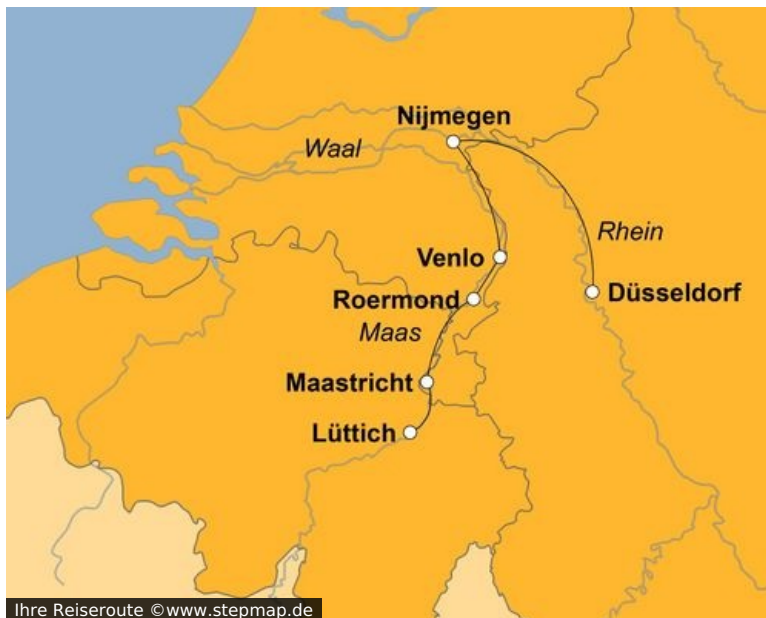 Nijmegen
Waal
Rhein
Venlo
Düsseldorf
Roermond
Maas
Maastricht
Lüttich
Ihre Reiseroute ©www.stepmap.de